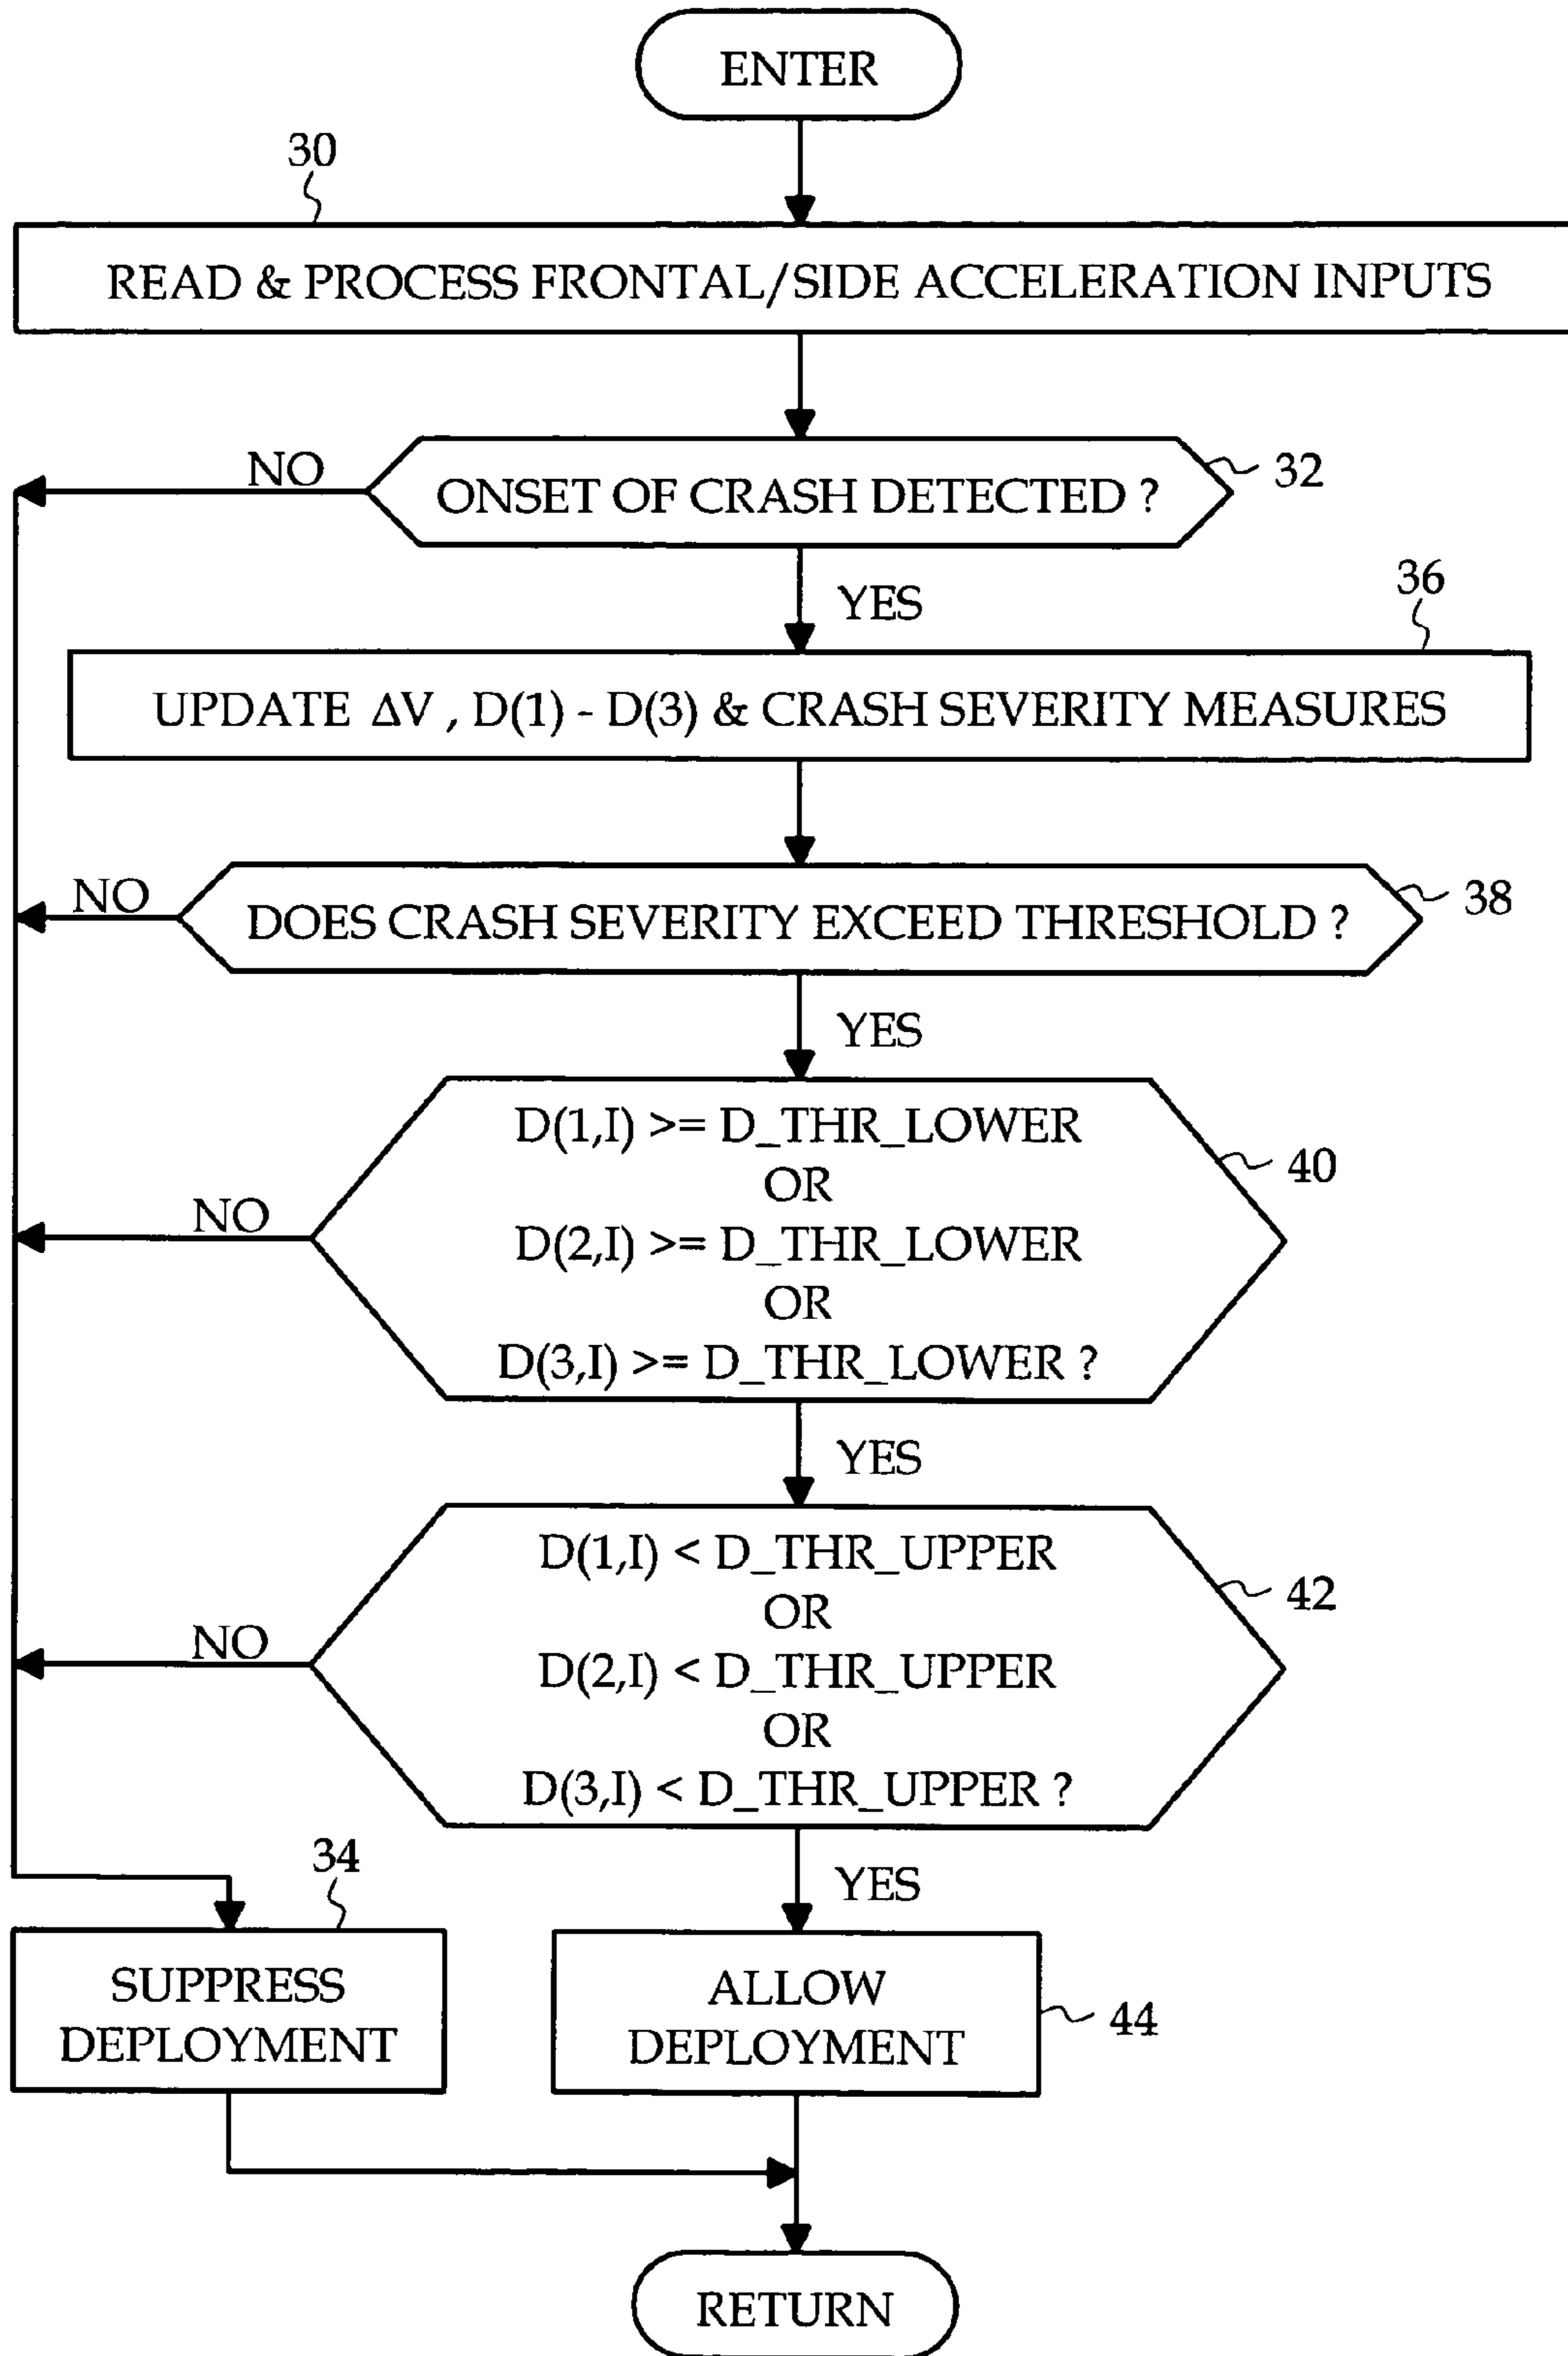 ENTER
30
READ & PROCESS FRONTAL/SIDE ACCELERATION INPUTS
NO
ONSET OF CRASH DETECTED ?
32
YES
36
UPDATE ΔV , D(1) - D(3) & CRASH SEVERITY MEASURES
NO
DOES CRASH SEVERITY EXCEED THRESHOLD ?
38
YES
D(1,I) >= D_THR_LOWER
OR
D(2,I) >= D_THR_LOWER
OR
D(3,I) >= D_THR_LOWER ?
40
NO
YES
D(1,I) < D_THR_UPPER
OR
D(2,I) < D_THR_UPPER
OR
D(3,I) < D_THR_UPPER ?
42
NO
YES
34
SUPPRESS
DEPLOYMENT
ALLOW
DEPLOYMENT
44
RETURN